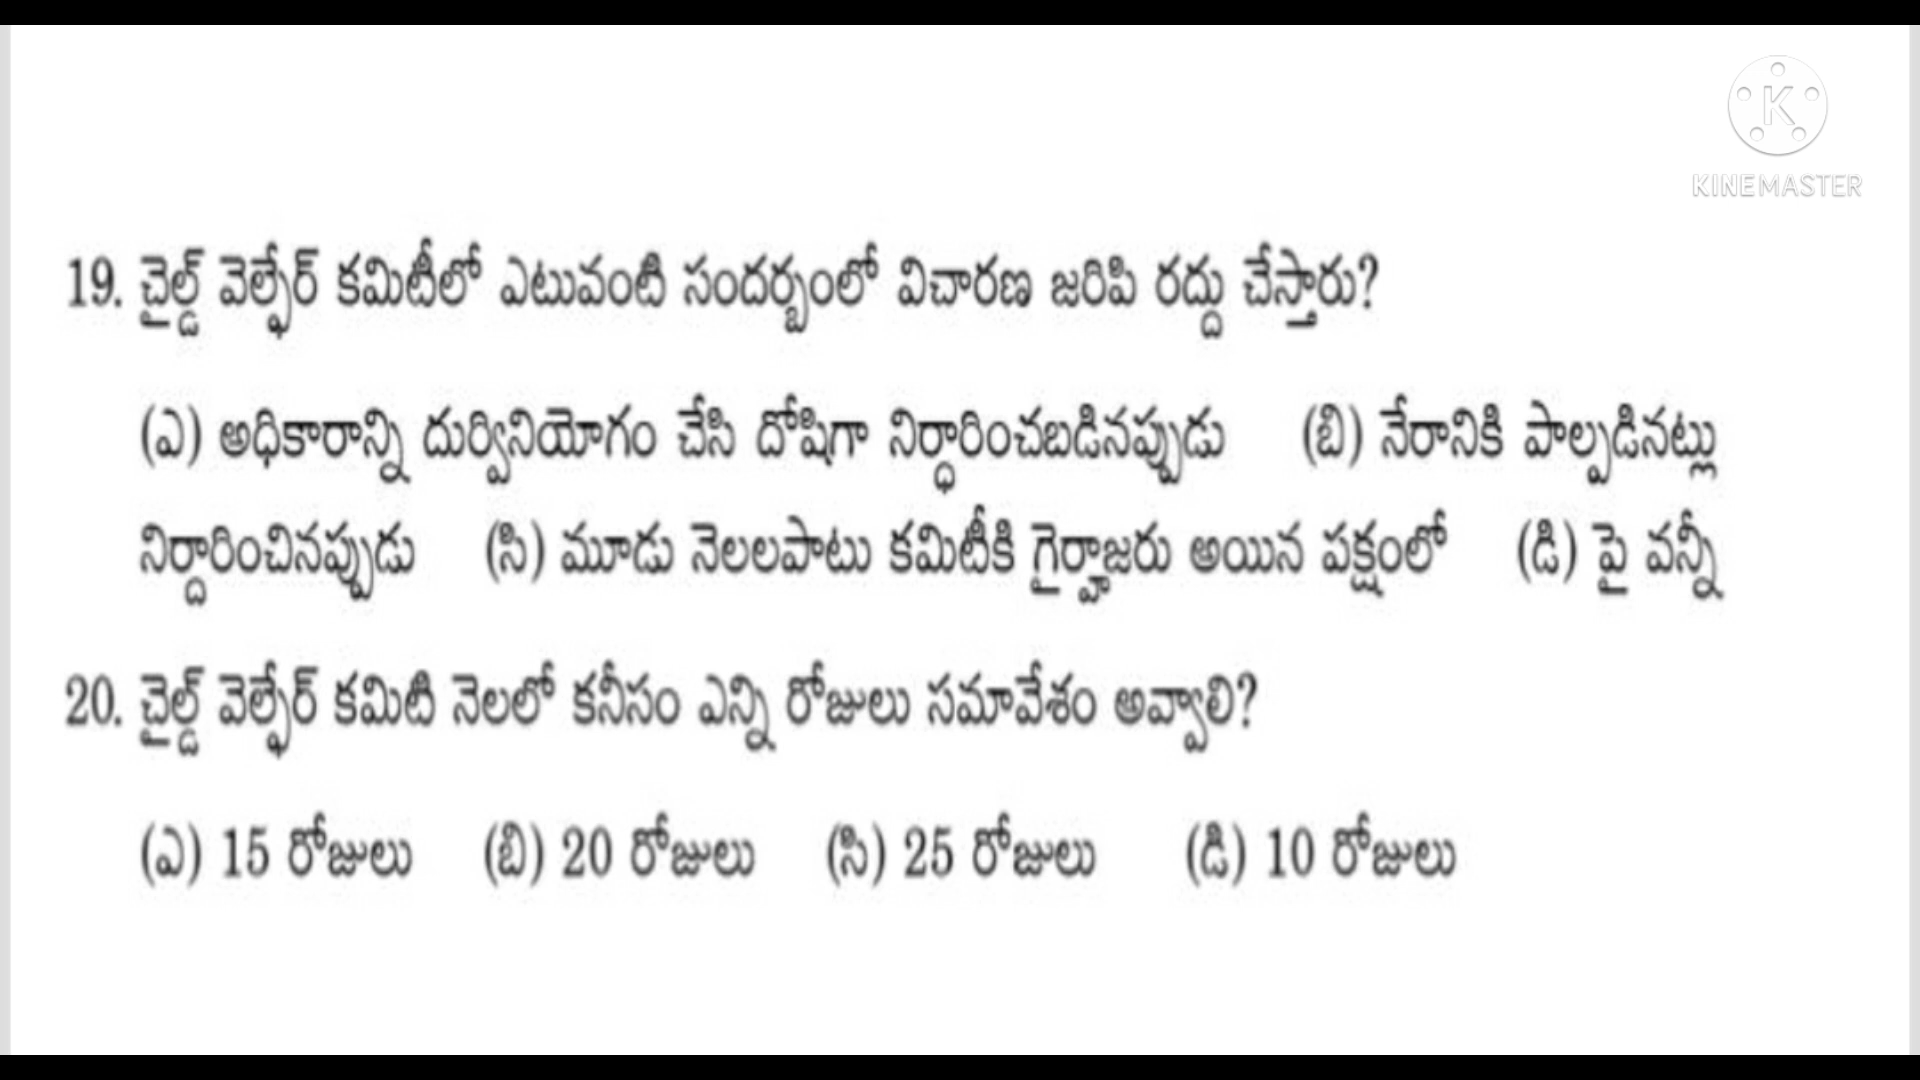 KINEMASTER
19. చైల్డ్ వెల్ఫేర్ కమిటీలో ఎటువంటి సందర్భంలో విచారణ జరిపి రద్దు చేస్తారు?
(ఎ) అధికారాన్ని దుర్వినియోగం చేసి దోషిగా నిర్ధారించబడినప్పుడు (బి) నేరానికి పాల్పడినట్లు
నిర్దారించినప్పుడు (సి) మూడు నెలలపాటు కమిటీకి గైర్హాజరు అయిన పక్షంలో (డి) పై వన్నీ
20. చైల్డ్ వెల్ఫేర్ కమిటి నెలలో కనీసం ఎన్ని రోజులు సమావేశం అవ్వాలి?
(ఎ) 15 రోజులు (బి) 20 రోజులు (సి) 25 రోజులు (డి) 10 రోజులు